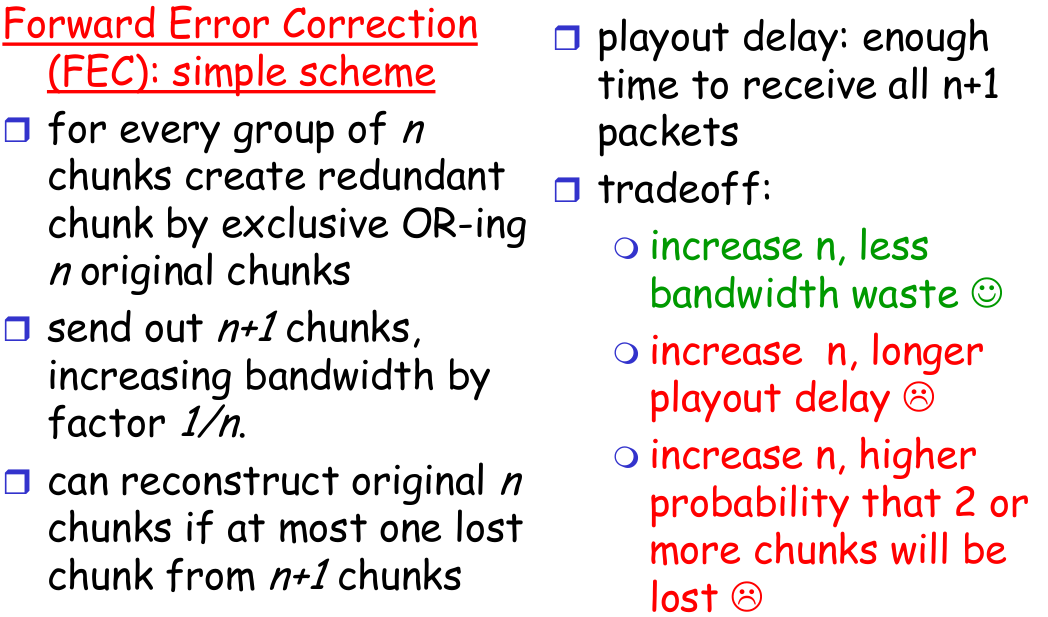 Forward Error Correction
(FEC): simple scheme
for every group of n
chunks create redundant
chunk by exclusive OR-ing
n original chunks
send out n+1 chunks,
increasing bandwidth by
factor 1/n.
can reconstruct original n
chunks if at most one lost
chunk from n+1 chunks
playout delay: enough
time to receive all n+1
packets
tradeoff:
increase n, less
bandwidth waste ☺
increase n, longer
playout delay ☹
increase n, higher
probability that 2 or
more chunks will be
lost ☹